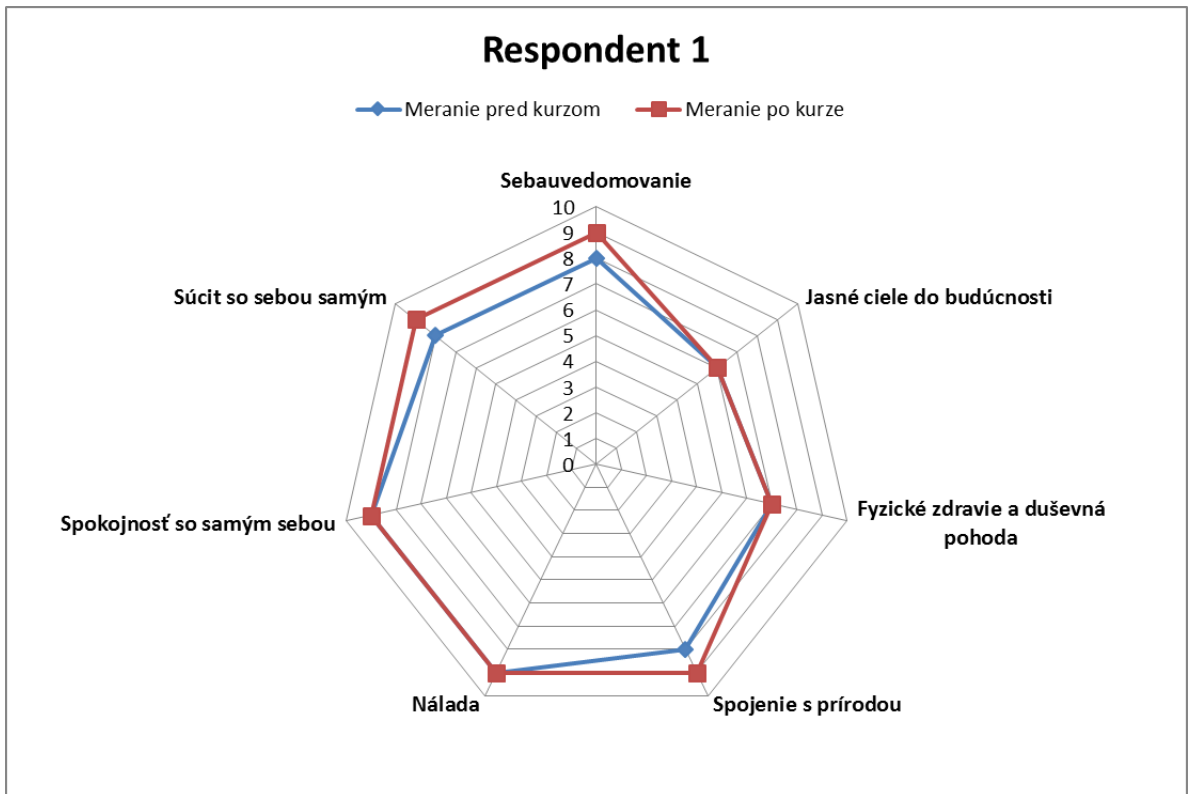 Respondent 1
Meranie pred kurzom
Meranie po kurze
Sebauvedomovanie
10
9
8
7
6
5
4
3
2
1
0
Jasné ciele do budúcnosti
Fyzické zdravie a duševná
pohoda
Spojenie s prírodou
Nálada
Spokojnosť so samým sebou
Súcit so sebou samým